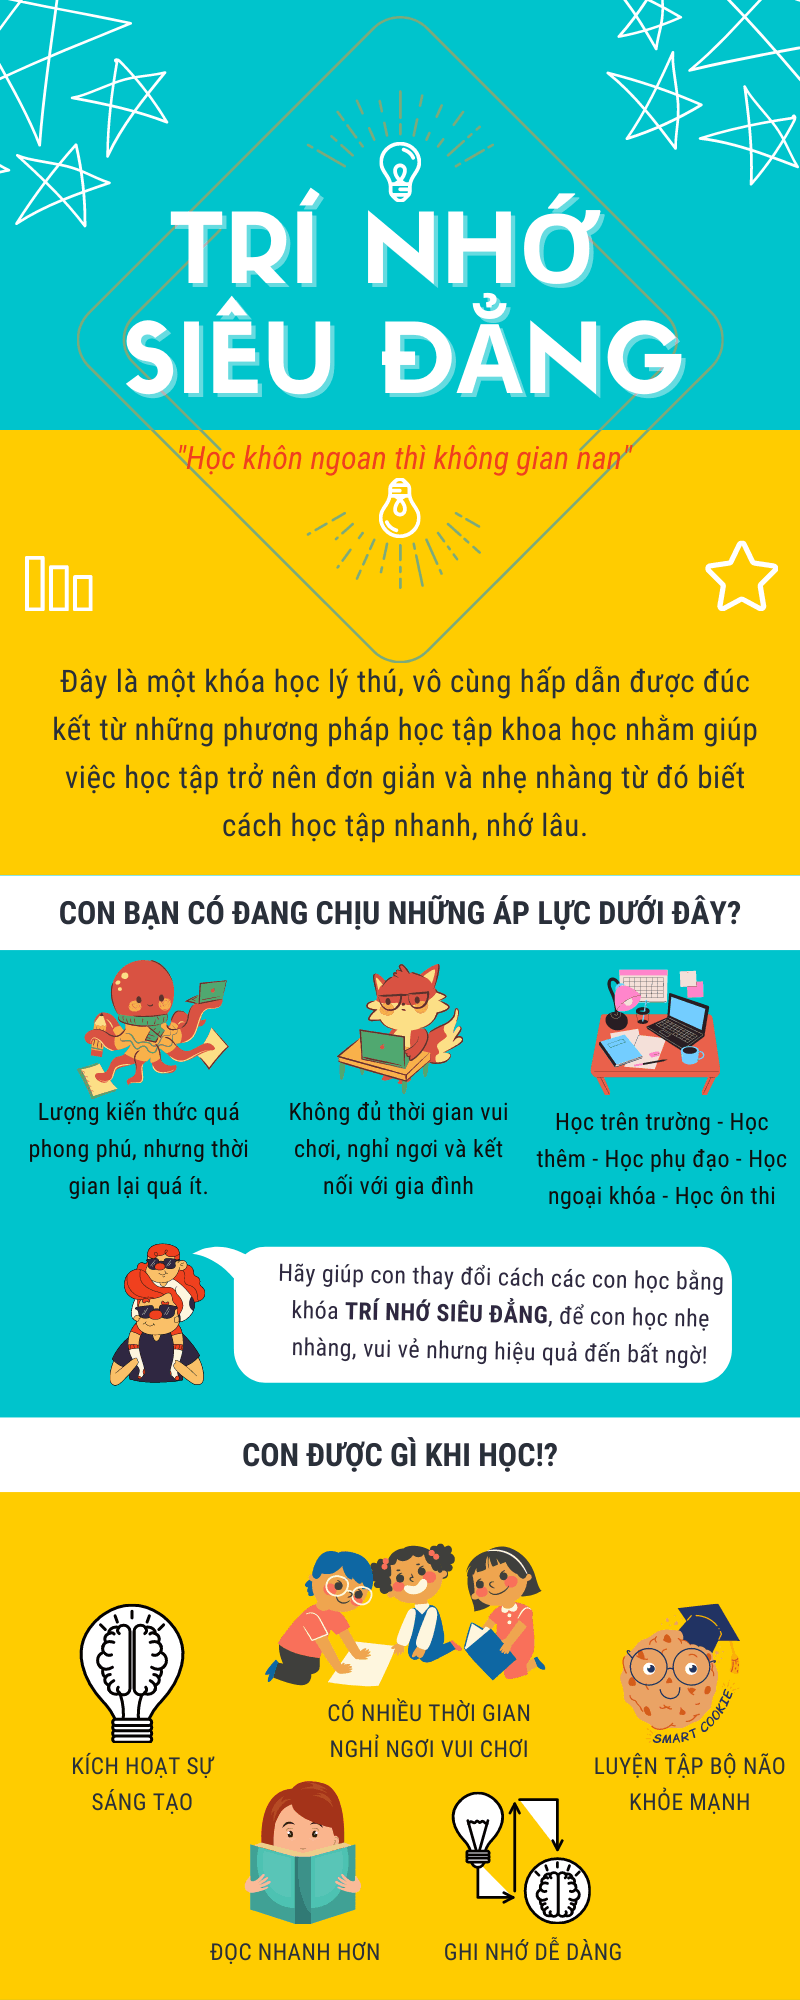 TRÍ NHỚ
SIÊU ĐẲNG
"Học khôn ngoan thì không gian nan"
Đây là một khóa học lý thú, vô cùng hấp dẫn được đúc
kết từ những phương pháp học tập khoa học nhằm giúp
việc học tập trở nên đơn giản và nhẹ nhàng từ đó biết
cách học tập nhanh, nhớ lâu.
CON BẠN CÓ ĐANG CHỊU NHỮNG ÁP LỰC DƯỚI ĐÂY?
Lượng kiến thức quá
phong phú, nhưng thời
gian lại quá ít.
Không đủ thời gian vui
chơi, nghỉ ngơi và kết
nối với gia đình
Học trên trường - Học
thêm - Học phụ đạo - Học
ngoại khóa - Học ôn thi
Hãy giúp con thay đổi cách các con học bằng
khóa TRÍ NHỚ SIÊU ĐẲNG, để con học nhẹ
nhàng, vui vẻ nhưng hiệu quả đến bất ngờ!
CON ĐƯỢC GÌ KHI HỌC!?
CÓ NHIỀU THỜI GIAN
NGHỈ NGƠI VUI CHƠI
KÍCH HOẠT SỰ
SÁNG TẠO
SMART COOKIE
LUYỆN TẬP BỘ NÃO
KHỎE MẠNH
ĐỌC NHANH HƠN
GHI NHỚ DỄ DÀNG